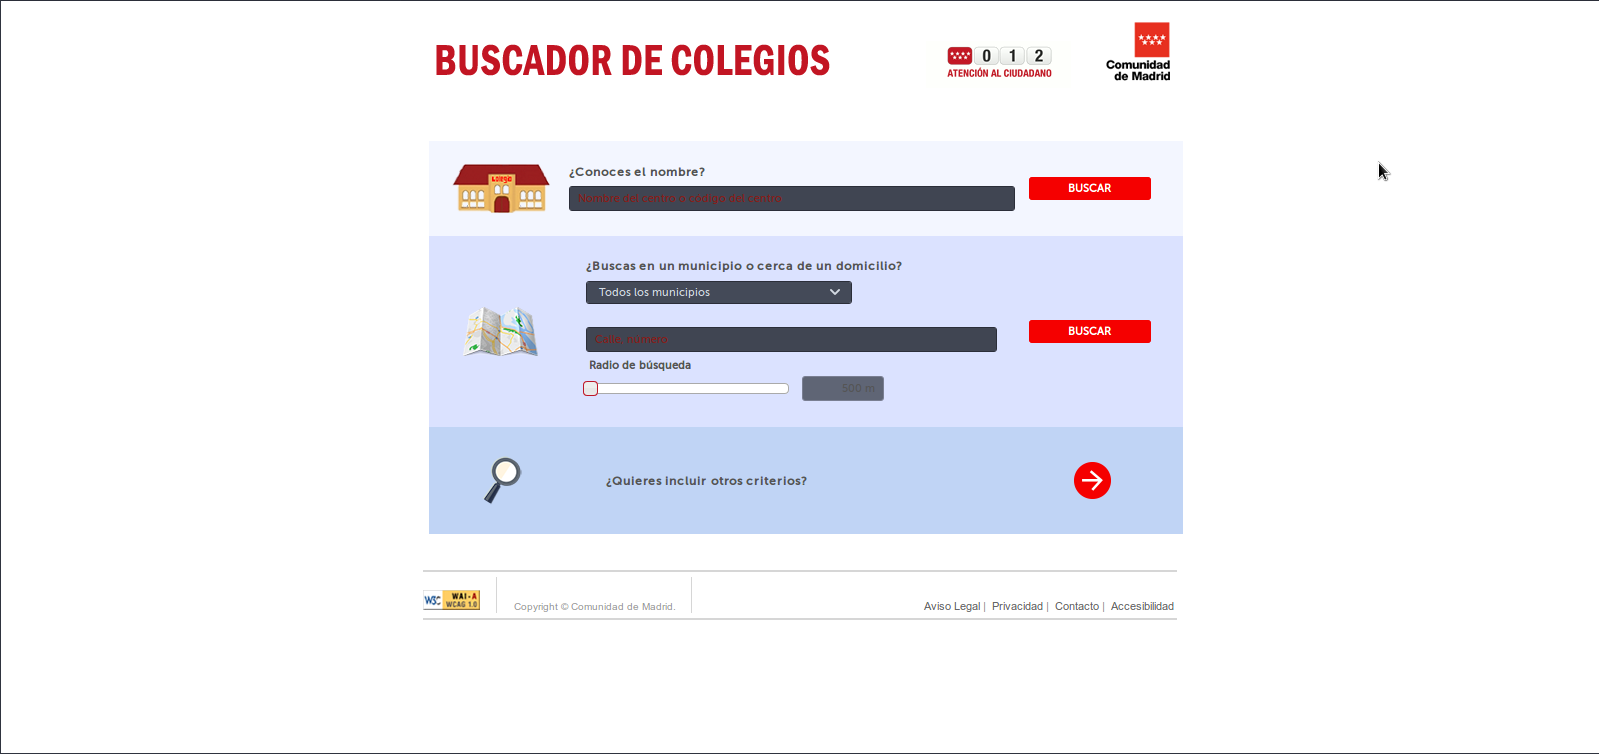 BUSCADOR DE COLEGIOS
0 1 2
ATENCIÓN AL CIUDADANO
Comunidad
de Madrid
Colegio
¿Conoces el nombre?
Nombre del centro o código del centro
BUSCAR
¿Buscas en un municipio o cerca de un domicilio?
Todos los municipios
Calle, número
BUSCAR
Radio de búsqueda
500 m
¿Quieres incluir otros criterios?
W3C WAI-A
WCAG 1.0
Copyright © Comunidad de Madrid.
Aviso Legal | Privacidad | Contacto | Accesibilidad